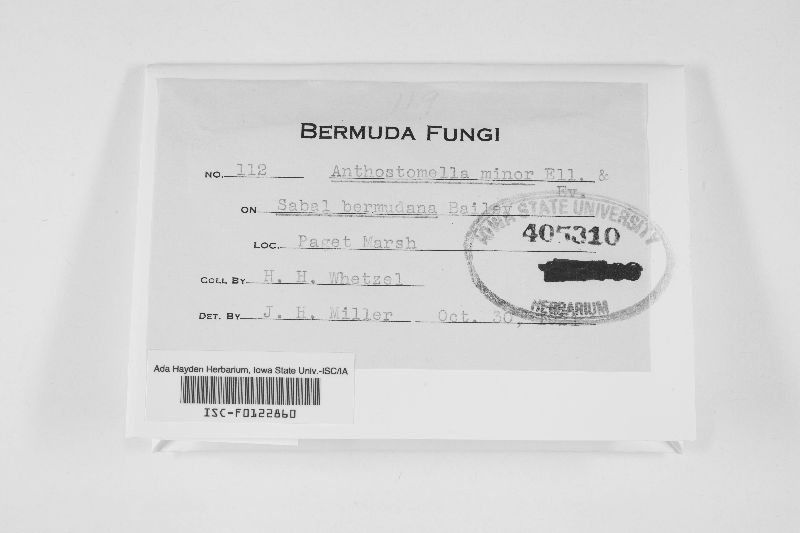 119
BERMUDA FUNGI
NO. 112 Anthostomella minor Ell. &
Ev.
ON Sabal bermudana Bailey
LOC. Paget Marsh
COLL. BY H. H. Whetzel
DET. BY J. H. Miller Oct. 30,
IOWA STATE UNIVERSITY
405310
HERBARIUM
Ada Hayden Herbarium, Iowa State Univ.-ISC/IA
ISC-F0122860